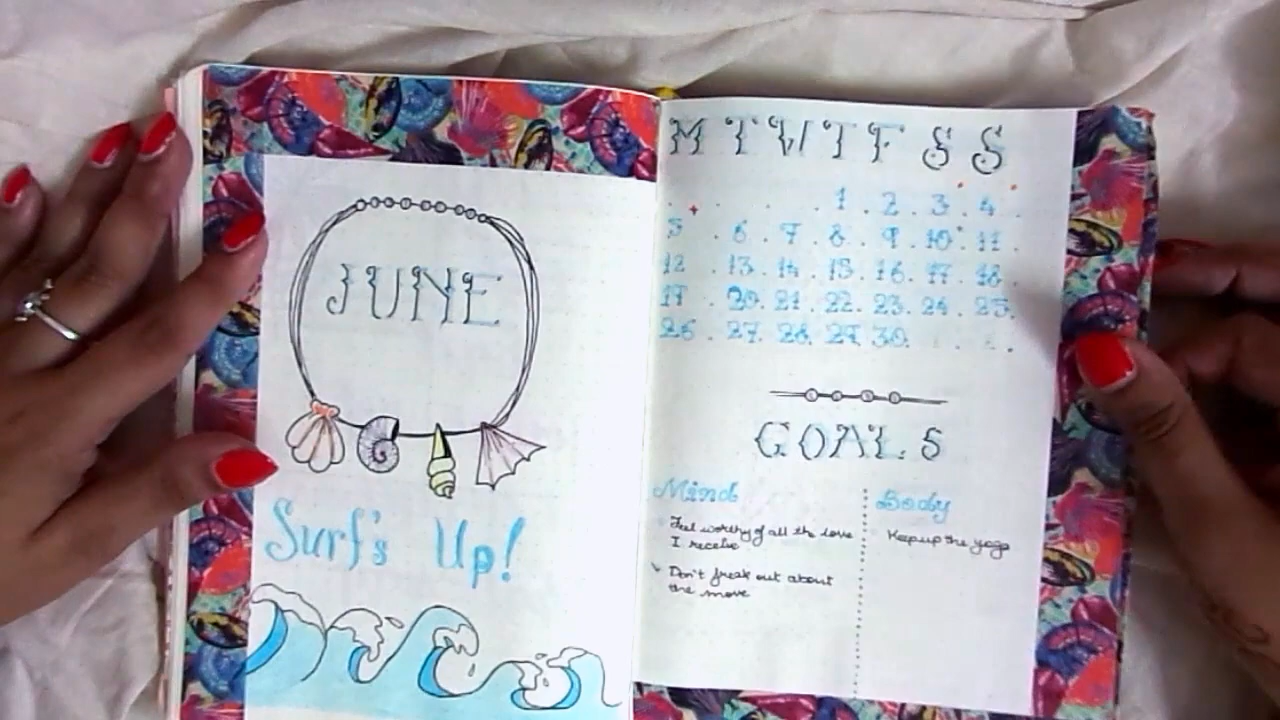 JUNE
Surf's Up!
M T W T F S S
1 2 3 4
5 6 7 8 9 10 11
12 13 14 15 16 17 18
17 20 21 22 23 24 25
26 27 28 29 30
GOALS
Mind
Feel worthy of all the love
I receive
Don't freak out about
the move
Body
Keep up the yoga